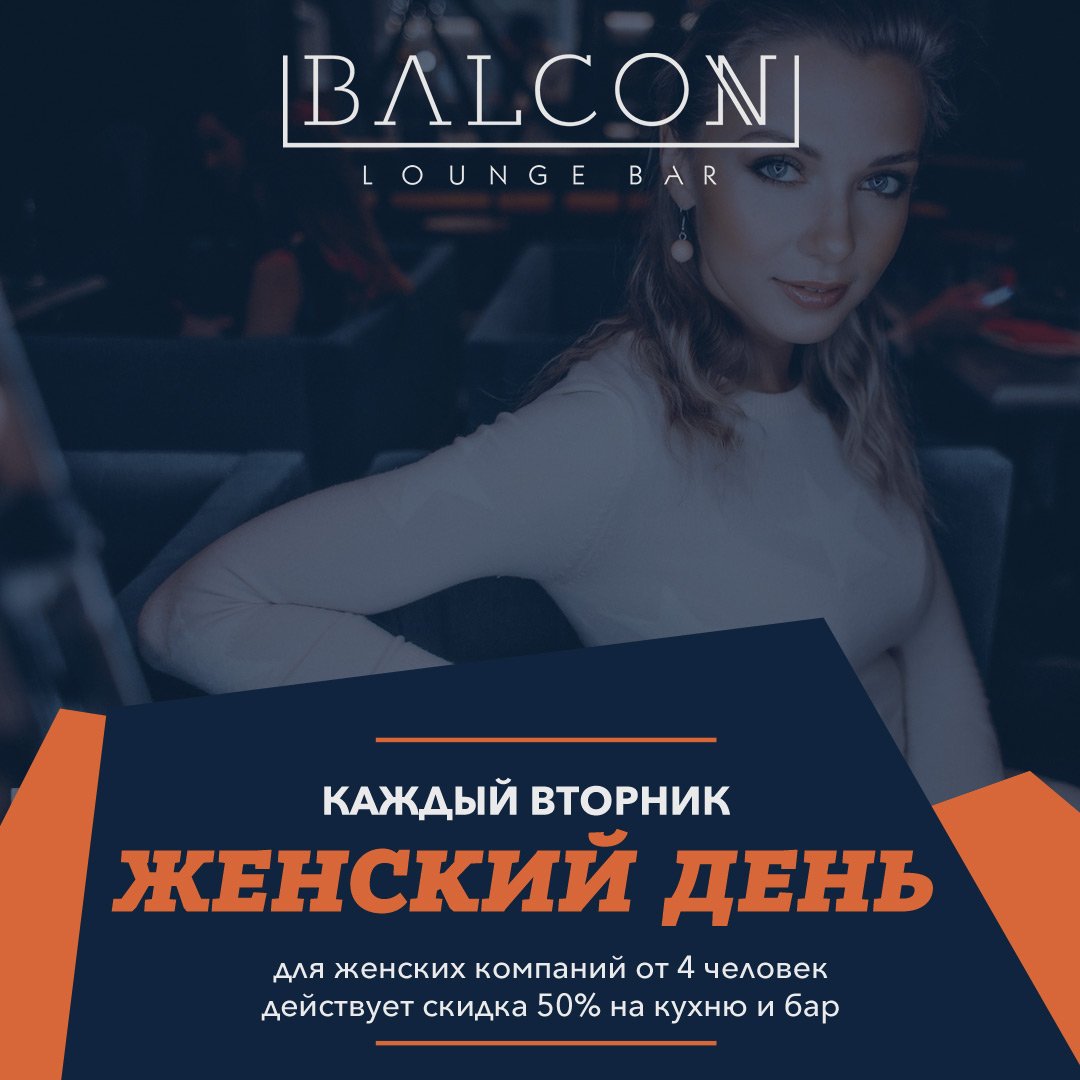 BALCON
LOUNGE BAR
КАЖДЫЙ ВТОРНИК
ЖЕНСКИЙ ДЕНЬ
для женских компаний от 4 человек
действует скидка 50% на кухню и бар